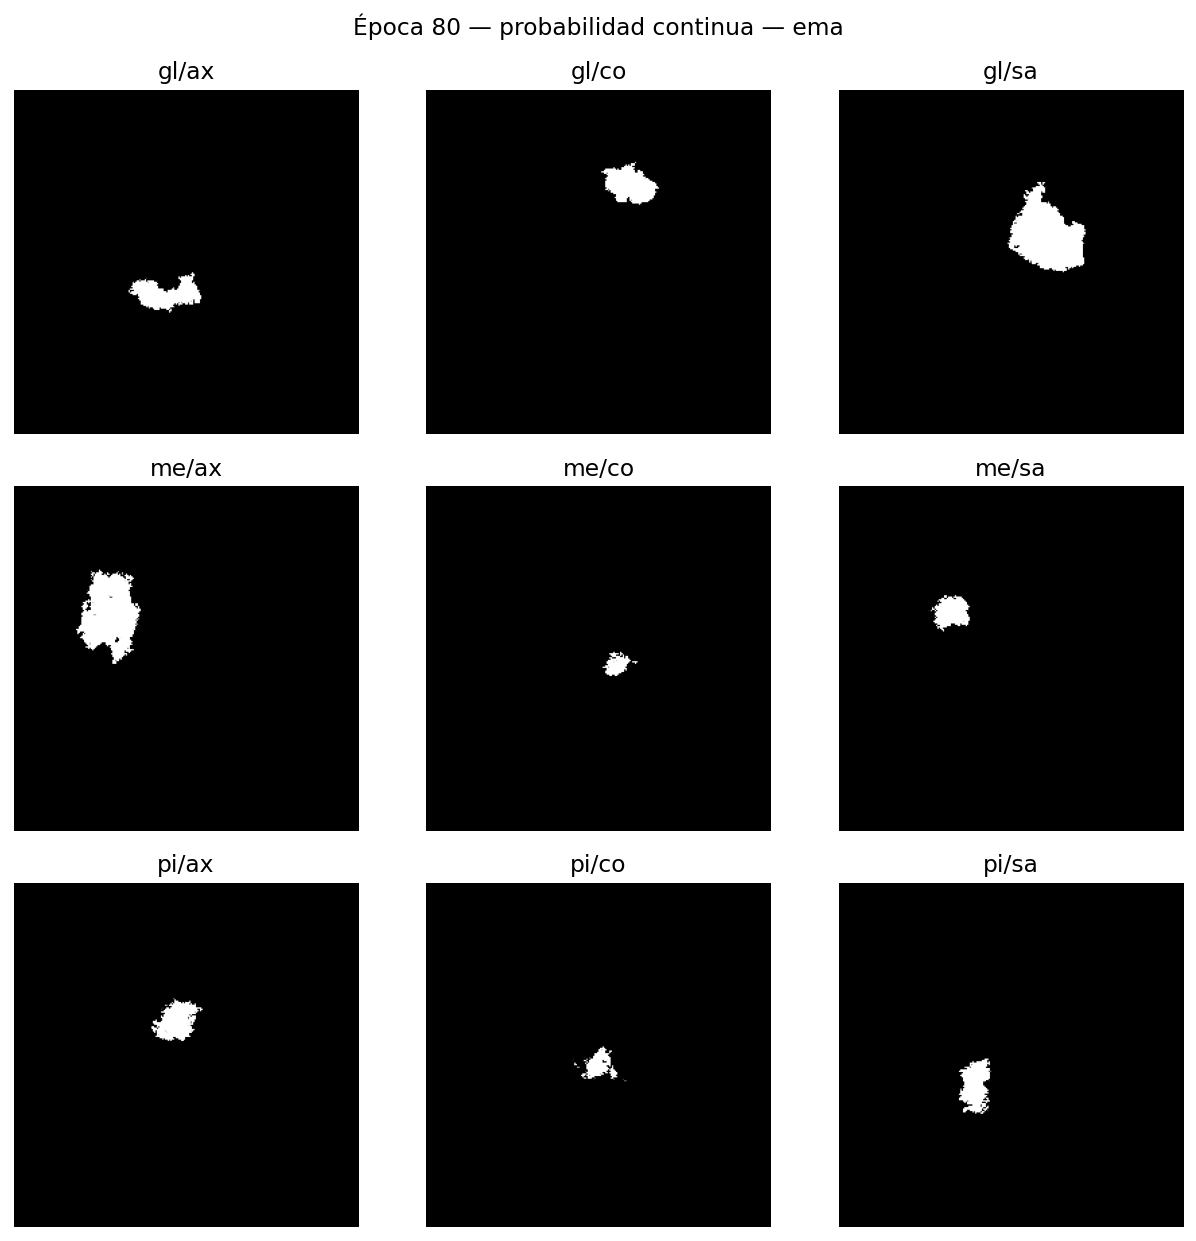 Época 80 — probabilidad continua — ema
gl/ax
gl/co
gl/sa
me/ax
me/co
me/sa
pi/ax
pi/co
pi/sa